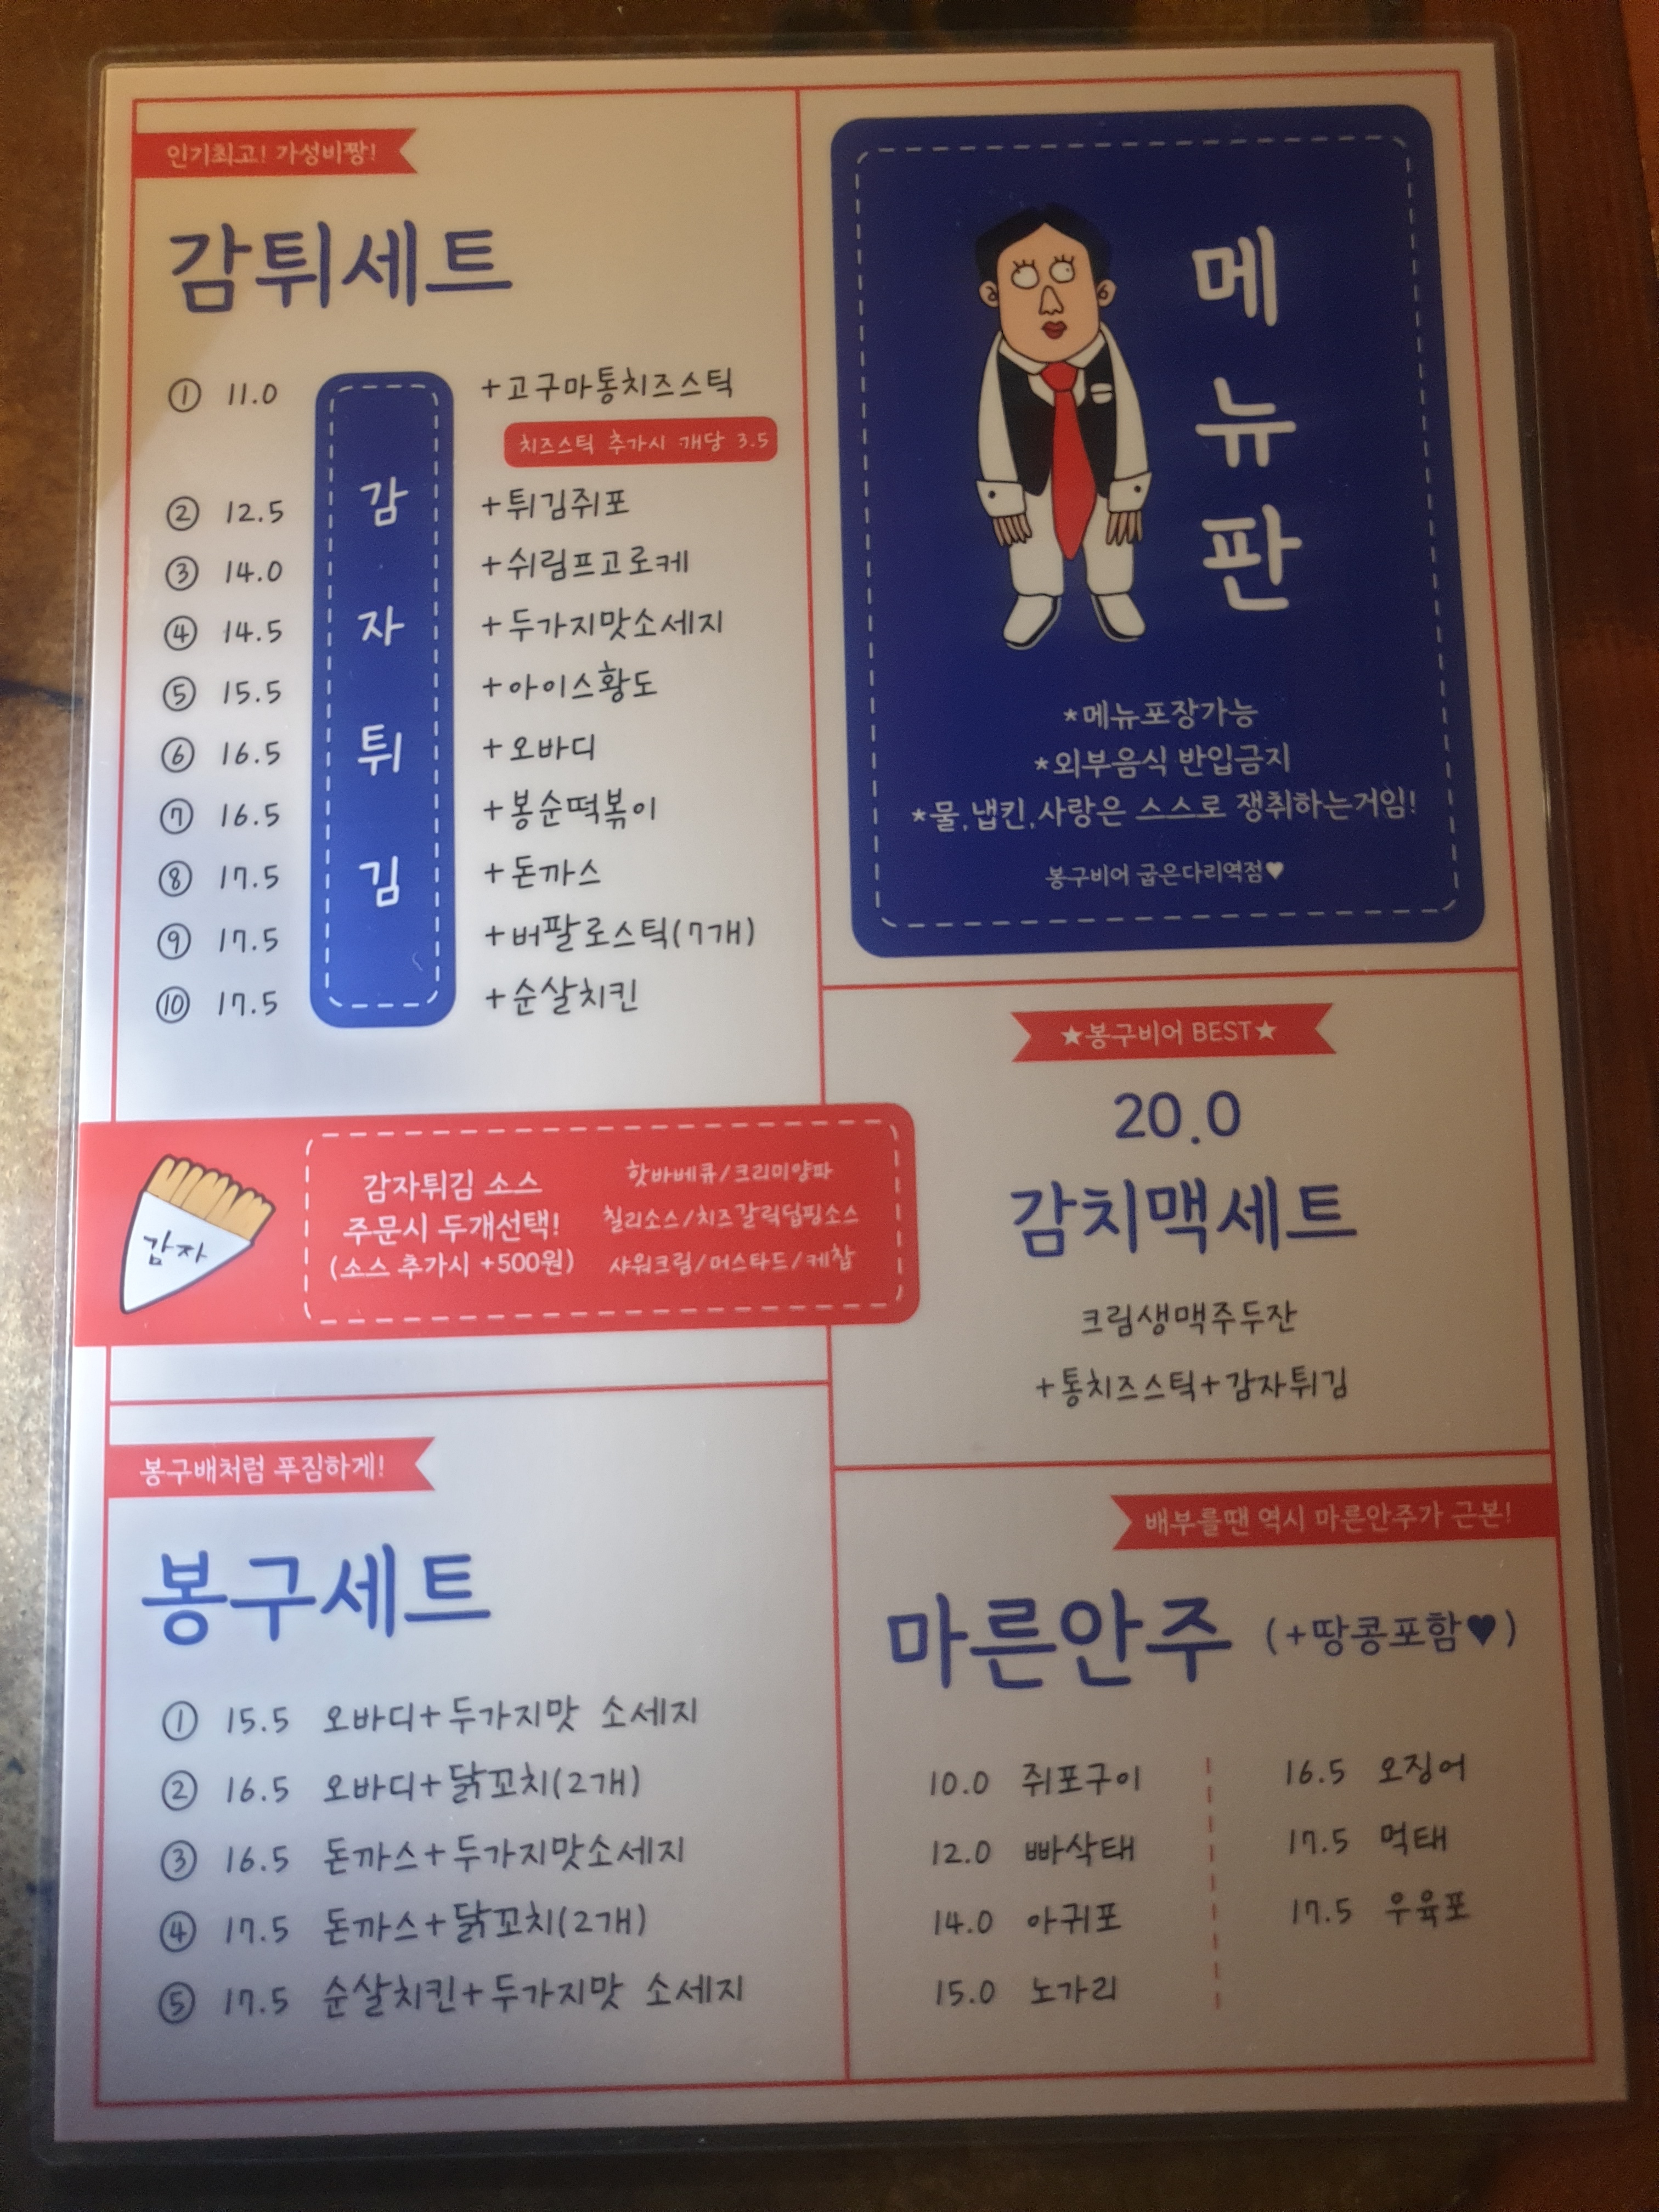 인기최고! 가성비짱!
감튀세트
① 11.0
+고구마통치즈스틱
치즈스틱 추가시 개당 3.5
② 12.5
+튀김쥐포
③ 14.0
+쉬림프고로케
④ 14.5
+두가지맛소세지
⑤ 15.5
+아이스황도
⑥ 16.5
+오바디
⑦ 16.5
+봉순떡볶이
⑧ 17.5
+돈까스
⑨ 17.5
+버팔로스틱(7개)
⑩ 17.5
+순살치킨
감
자
튀
김
메
뉴
판
*메뉴포장가능
*외부음식 반입금지
*물,냅킨,사랑은 스스로 쟁취하는거임!
봉구비어 굽은다리역점♥
감자
감자튀김 소스
주문시 두개선택!
(소스 추가시 +500원)
핫바베큐/크리미양파
칠리소스/치즈갈릭딥핑소스
샤워크림/머스타드/케찹
★봉구비어 BEST★
20.0
감치맥세트
크림생맥주두잔
+통치즈스틱+감자튀김
봉구배처럼 푸짐하게!
봉구세트
① 15.5 오바디+두가지맛 소세지
② 16.5 오바디+닭꼬치(2개)
③ 16.5 돈까스+두가지맛소세지
④ 17.5 돈까스+닭꼬치(2개)
⑤ 17.5 순살치킨+두가지맛 소세지
배부를땐 역시 마른안주가 근본!
마른안주 (+땅콩포함♥)
10.0 쥐포구이
12.0 빠삭태
14.0 아귀포
15.0 노가리
16.5 오징어
17.5 먹태
17.5 우육포